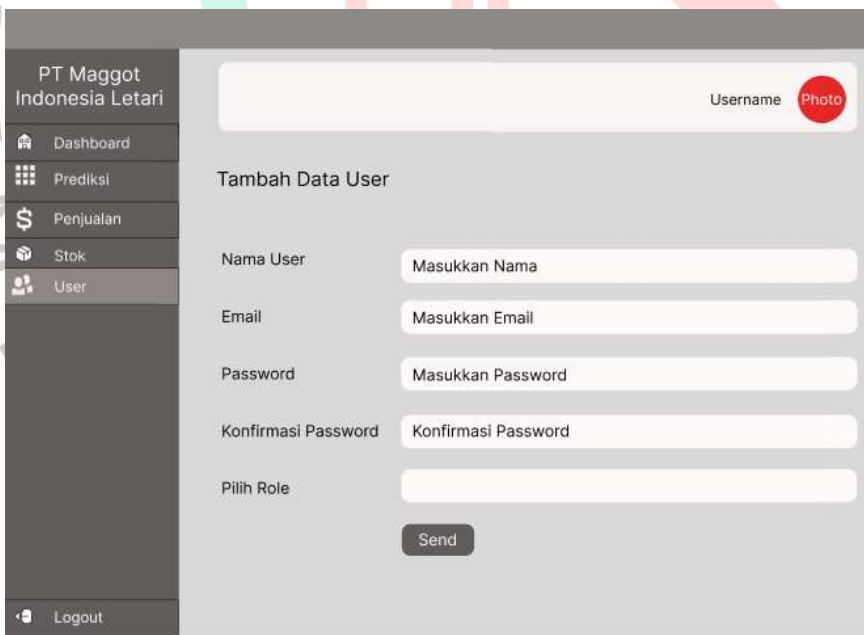 PT Maggot
Indonesia Letari
Username
Photo
Dashboard
Prediksi
Penjualan
Stok
User
Tambah Data User
Nama User
Masukkan Nama
Email
Masukkan Email
Password
Masukkan Password
Konfirmasi Password
Konfirmasi Password
Pilih Role
Send
Logout